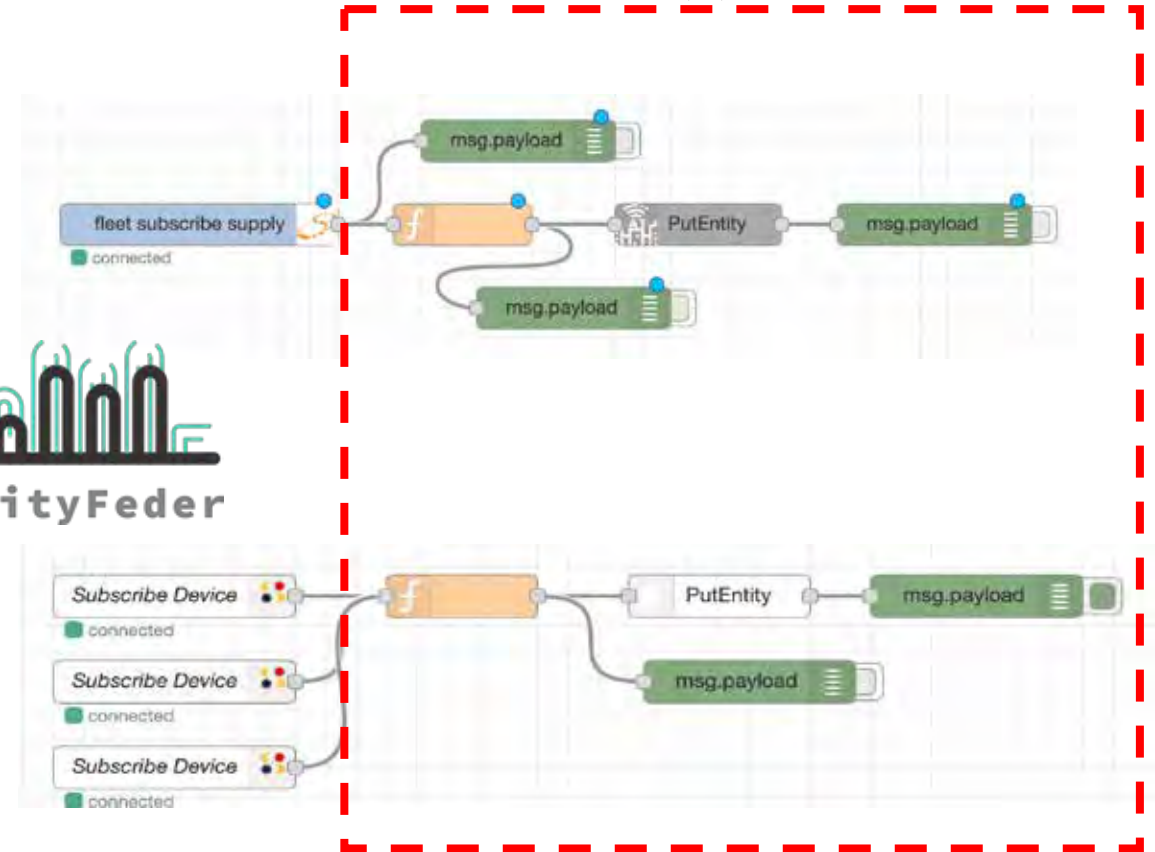 msg.payload
fleet subscribe supply
PutEntity
msg.payload
connected
msg.payload
ityFeder
Subscribe Device
PutEntity
msg.payload
connected
Subscribe Device
msg.payload
connected
Subscribe Device
connected